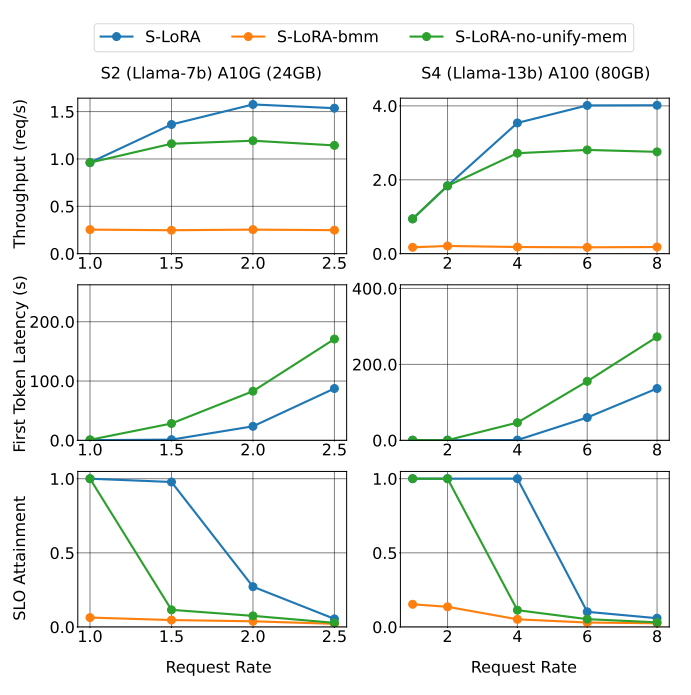 S-LoRA S-LoRA-bmm S-LoRA-no-unify-mem
S2 (Llama-7b) A10G (24GB)
S4 (Llama-13b) A100 (80GB)
Throughput (req/s)
1.5
1.0
0.5
0.0
1.0 1.5 2.0 2.5
4.0
2.0
0.0
2 4 6 8
First Token Latency (s)
200.0
100.0
0.0
1.0 1.5 2.0 2.5
400.0
200.0
0.0
2 4 6 8
SLO Attainment
1.0
0.5
0.0
1.0 1.5 2.0 2.5
Request Rate
1.0
0.5
0.0
2 4 6 8
Request Rate